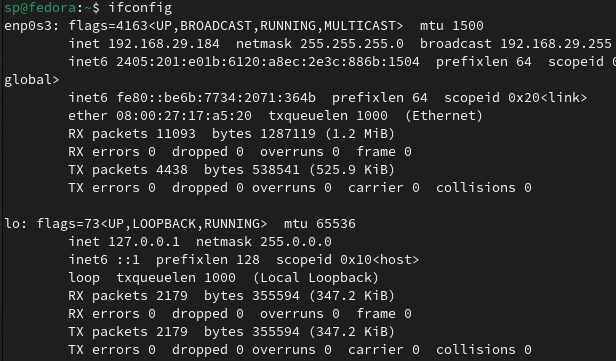 sp@fedora:~$ ifconfig
enp0s3: flags=4163<UP,BROADCAST,RUNNING,MULTICAST>  mtu 1500
        inet 192.168.29.184  netmask 255.255.255.0  broadcast 192.168.29.255
        inet6 2405:201:e01b:6120:a8ec:2e3c:886b:1504  prefixlen 64  scopeid 0
global>
        inet6 fe80::be6b:7734:2071:364b  prefixlen 64  scopeid 0x20<link>
        ether 08:00:27:17:a5:20  txqueuelen 1000  (Ethernet)
        RX packets 11093  bytes 1287119 (1.2 MiB)
        RX errors 0  dropped 0  overruns 0  frame 0
        TX packets 4438  bytes 538541 (525.9 KiB)
        TX errors 0  dropped 0 overruns 0  carrier 0  collisions 0

lo: flags=73<UP,LOOPBACK,RUNNING>  mtu 65536
        inet 127.0.0.1  netmask 255.0.0.0
        inet6 ::1  prefixlen 128  scopeid 0x10<host>
        loop  txqueuelen 1000  (Local Loopback)
        RX packets 2179  bytes 355594 (347.2 KiB)
        RX errors 0  dropped 0  overruns 0  frame 0
        TX packets 2179  bytes 355594 (347.2 KiB)
        TX errors 0  dropped 0 overruns 0  carrier 0  collisions 0